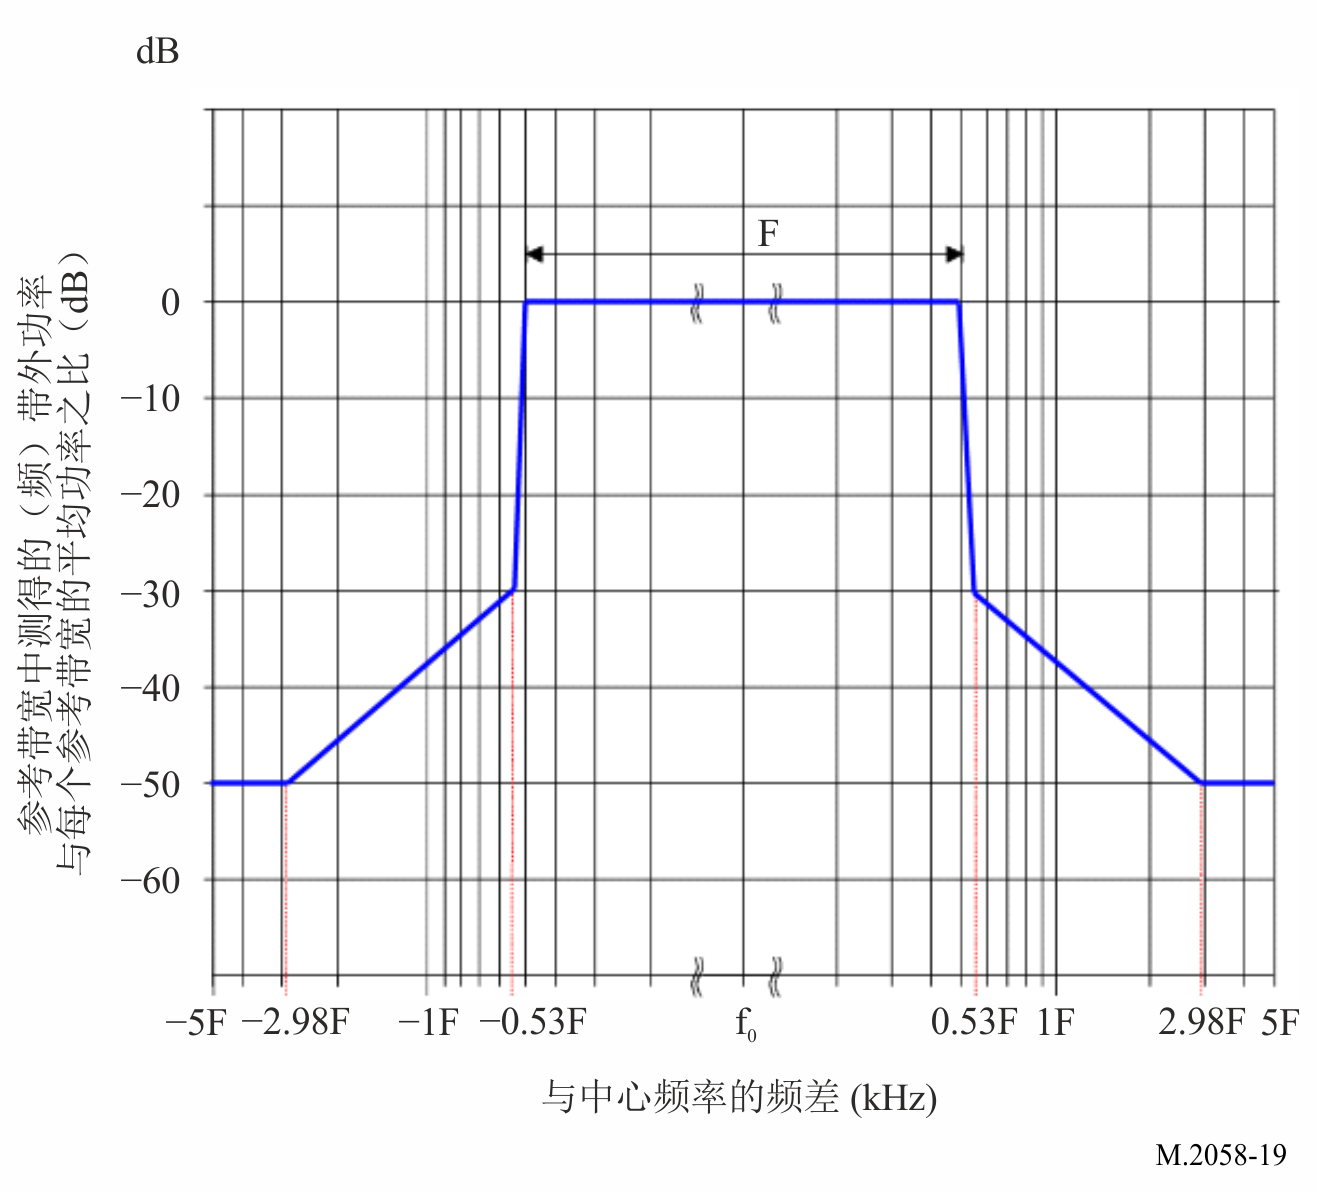 dB
参考带宽中测得的（频）带外功率
与每个参考带宽的平均功率之比（dB）
F
0
−10
−20
−30
−40
−50
−60
−5F −2.98F −1F −0.53F f₀ 0.53F 1F 2.98F 5F
与中心频率的频差 (kHz)
M.2058-19